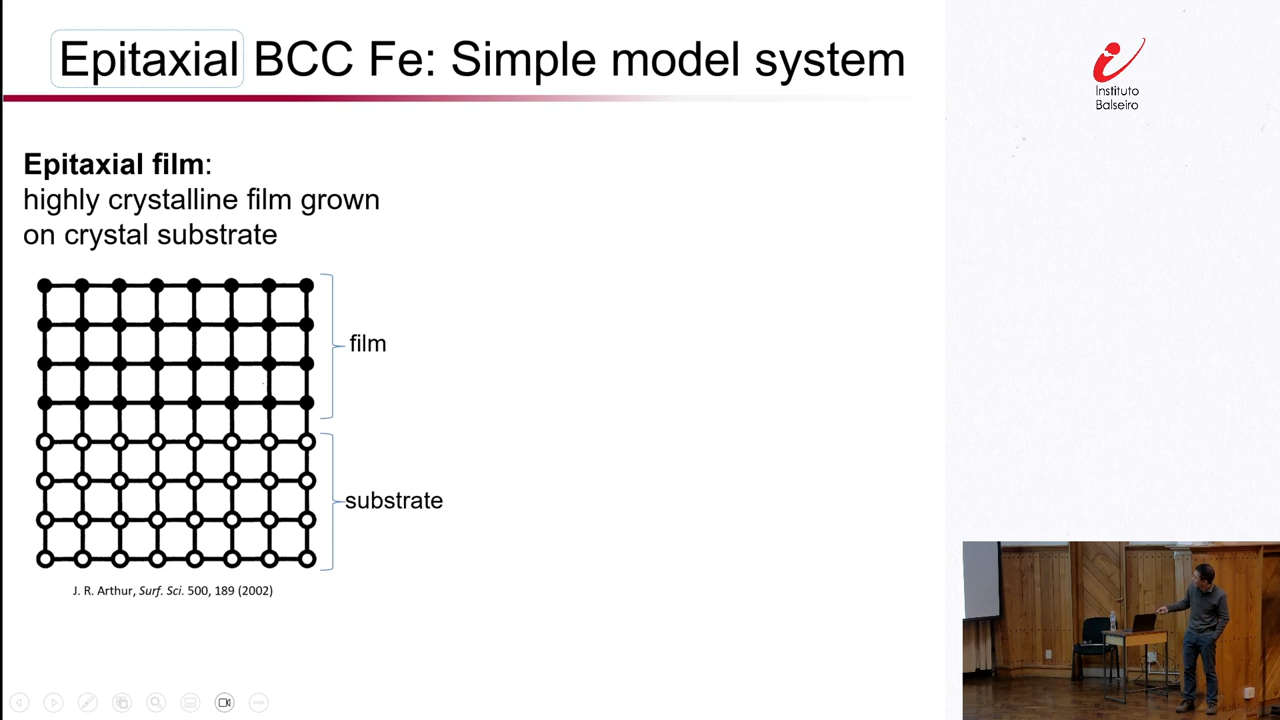 Epitaxial BCC Fe: Simple model system
Instituto
Balseiro
Epitaxial film:
highly crystalline film grown
on crystal substrate
film
substrate
J. R. Arthur, Surf. Sci. 500, 189 (2002)